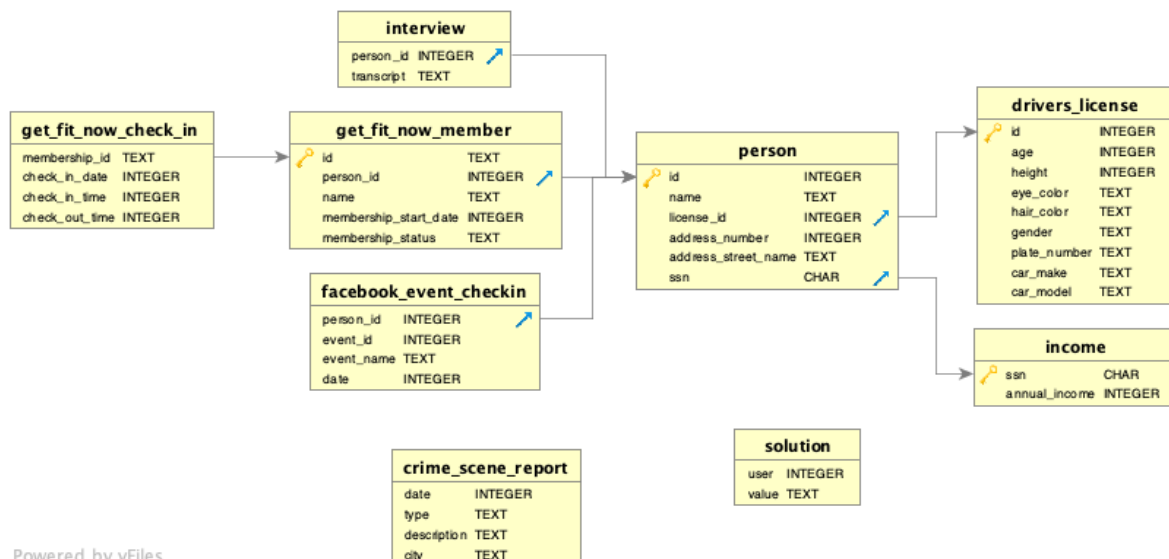 interview
person_id INTEGER
transcript TEXT
get_fit_now_check_in
membership_id TEXT
check_in_date INTEGER
check_in_time INTEGER
check_out_time INTEGER
get_fit_now_member
id TEXT
person_id INTEGER
name TEXT
membership_start_date INTEGER
membership_status TEXT
facebook_event_checkin
person_id INTEGER
event_id INTEGER
event_name TEXT
date INTEGER
person
id INTEGER
name TEXT
license_id INTEGER
address_number INTEGER
address_street_name TEXT
ssn CHAR
drivers_license
id INTEGER
age INTEGER
height INTEGER
eye_color TEXT
hair_color TEXT
gender TEXT
plate_number TEXT
car_make TEXT
car_model TEXT
income
ssn CHAR
annual_income INTEGER
solution
user INTEGER
value TEXT
crime_scene_report
date INTEGER
type TEXT
description TEXT
city TEXT
Powered by yFiles